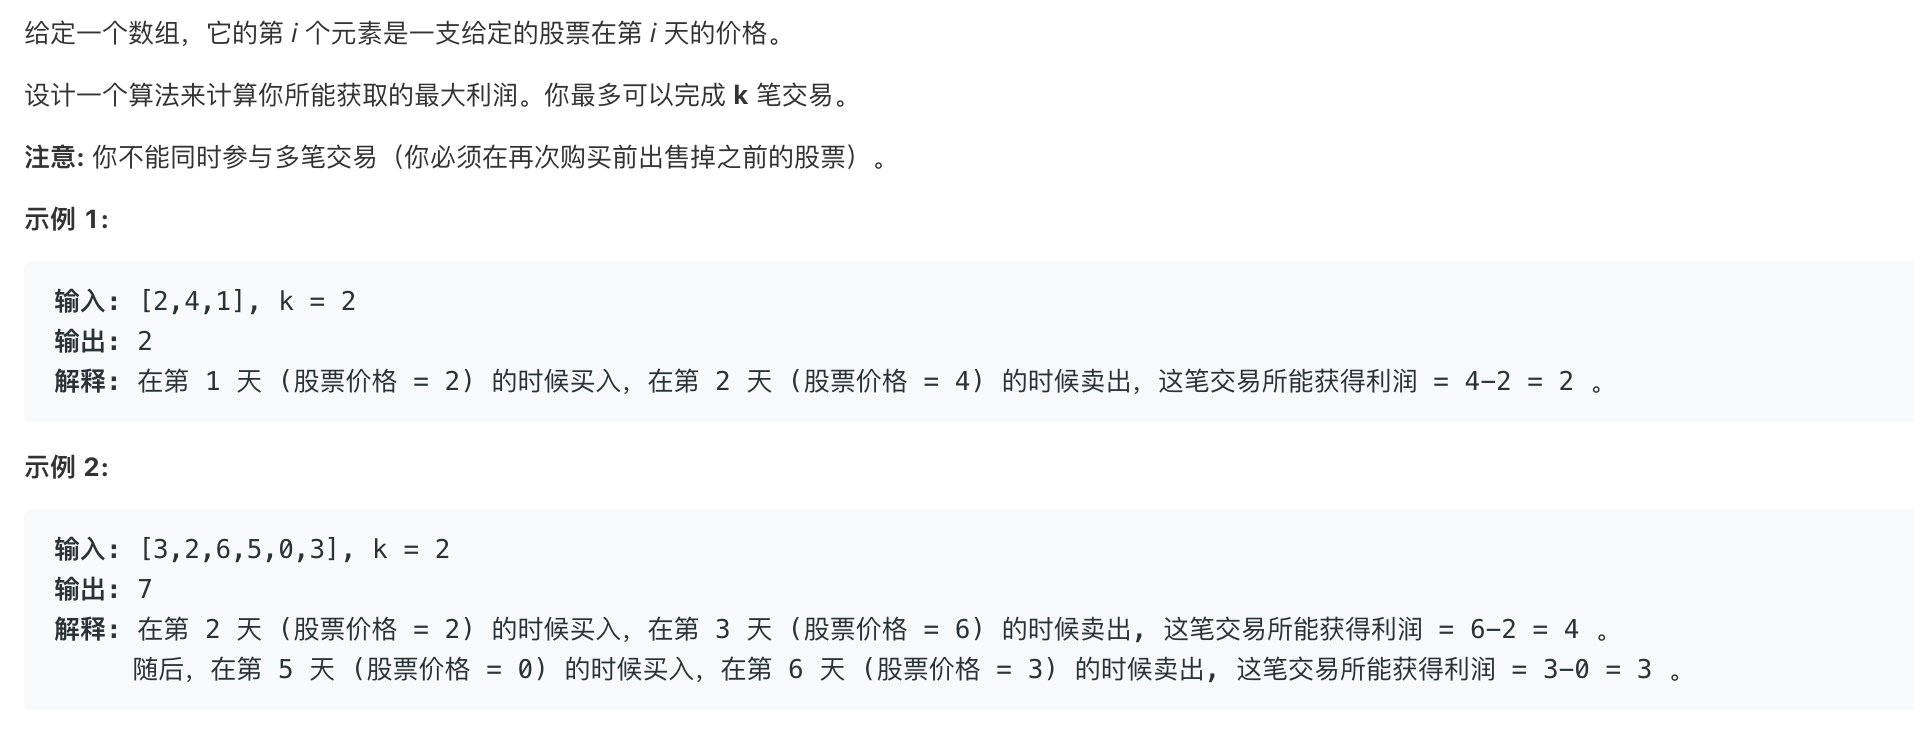 给定一个数组，它的第 i 个元素是一支给定的股票在第 i 天的价格。
设计一个算法来计算你所能获取的最大利润。你最多可以完成 k 笔交易。
注意: 你不能同时参与多笔交易（你必须在再次购买前出售掉之前的股票）。
示例 1:
输入: [2,4,1], k = 2
输出: 2
解释: 在第 1 天 (股票价格 = 2) 的时候买入，在第 2 天 (股票价格 = 4) 的时候卖出，这笔交易所能获得利润 = 4-2 = 2 。
示例 2:
输入: [3,2,6,5,0,3], k = 2
输出: 7
解释: 在第 2 天 (股票价格 = 2) 的时候买入，在第 3 天 (股票价格 = 6) 的时候卖出, 这笔交易所能获得利润 = 6-2 = 4 。
随后，在第 5 天 (股票价格 = 0) 的时候买入，在第 6 天 (股票价格 = 3) 的时候卖出, 这笔交易所能获得利润 = 3-0 = 3 。